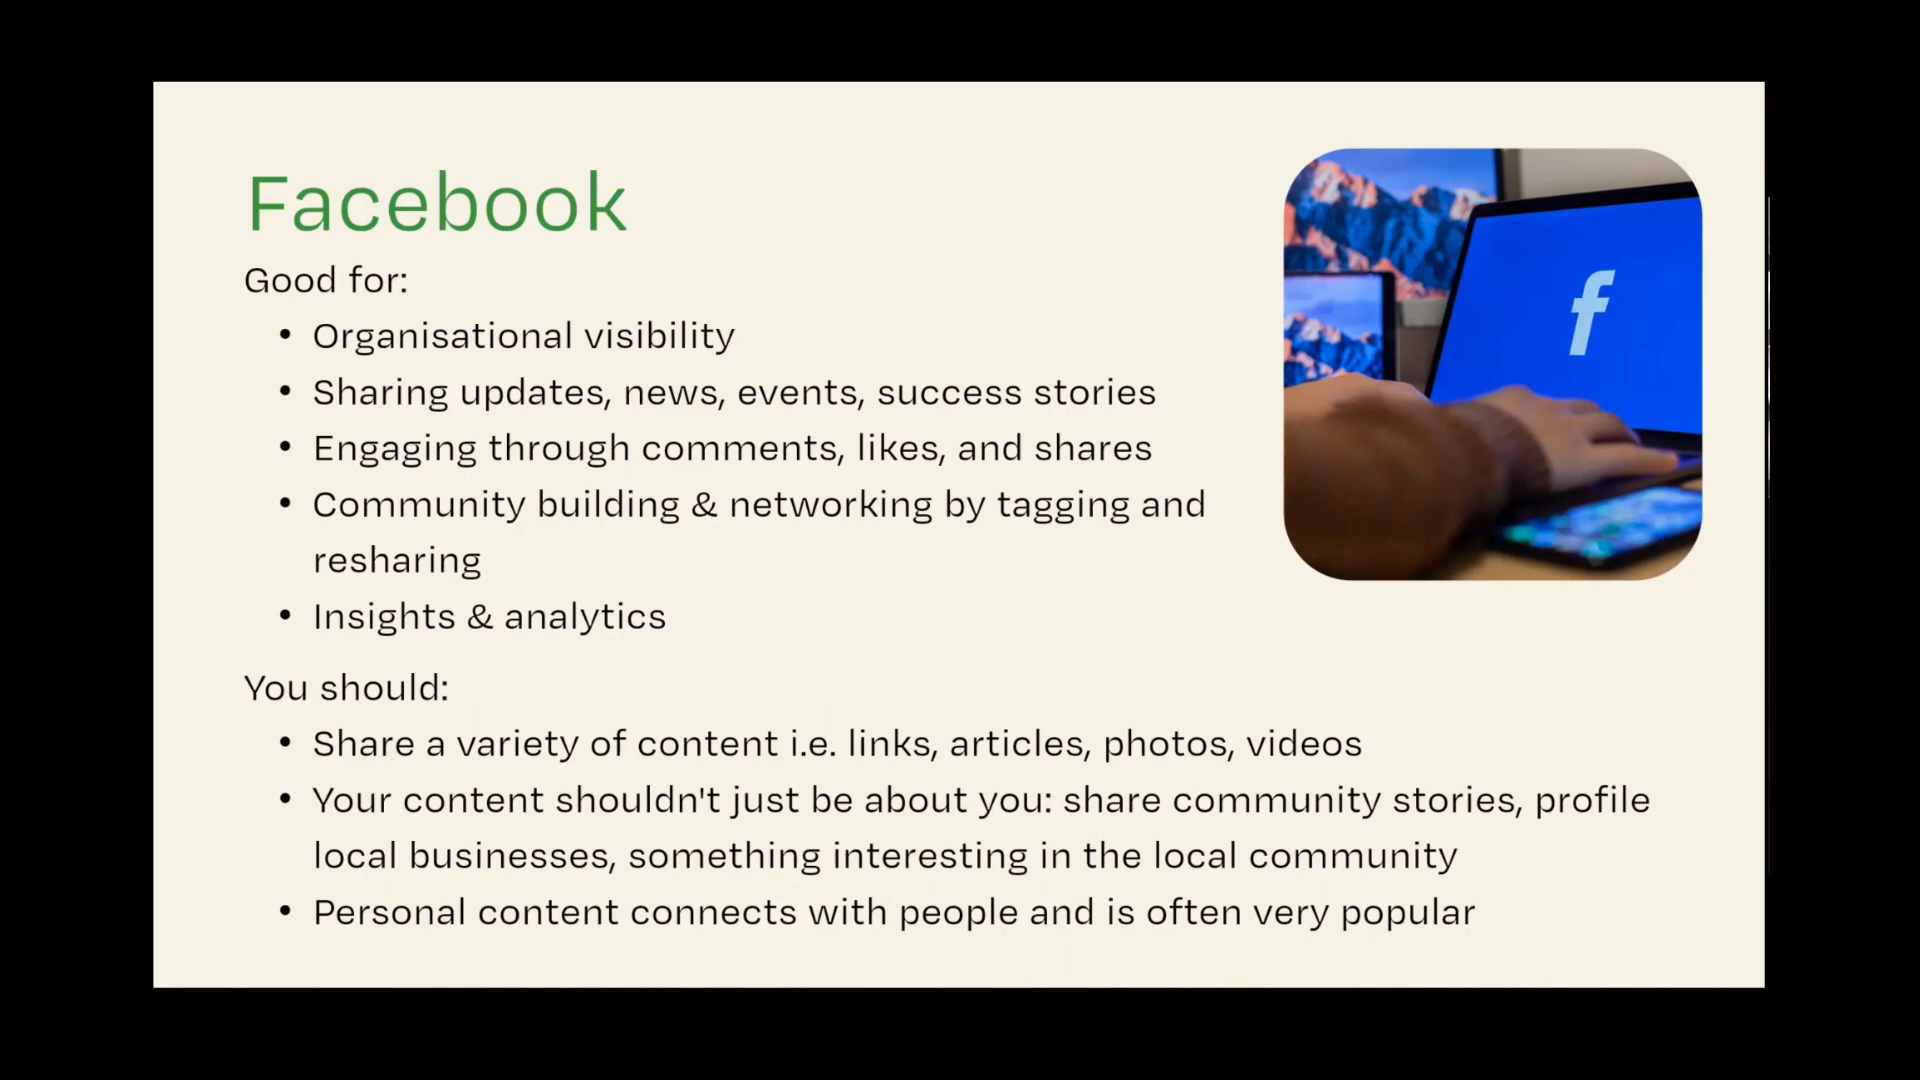 Facebook
Good for:
• Organisational visibility
• Sharing updates, news, events, success stories
• Engaging through comments, likes, and shares
• Community building & networking by tagging and
resharing
• Insights & analytics
You should:
• Share a variety of content i.e. links, articles, photos, videos
• Your content shouldn't just be about you: share community stories, profile
local businesses, something interesting in the local community
• Personal content connects with people and is often very popular
f